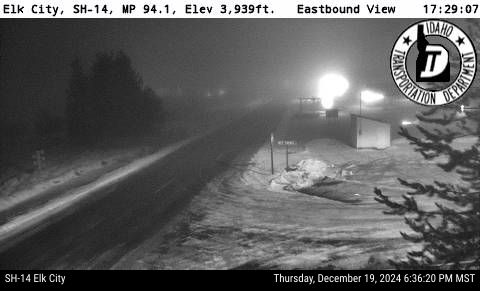 Elk City, SH-14, MP 94.1, Elev 3,939ft.   Eastbound View   17:29:07
IDAHO
TRANSPORTATION DEPARTMENT
SH-14 Elk City
Thursday, December 19, 2024 6:36:20 PM MST